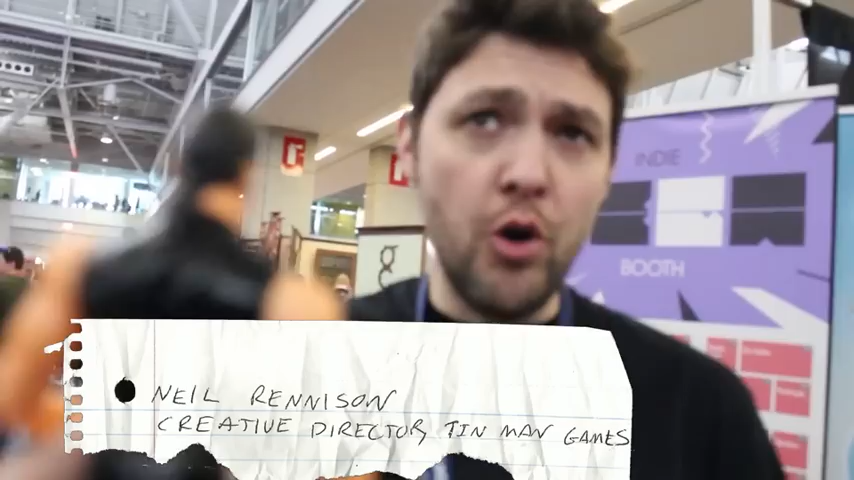 INDIE
BOOTH
g
NEIL RENNISON
CREATIVE DIRECTOR, TIN MAN GAMES